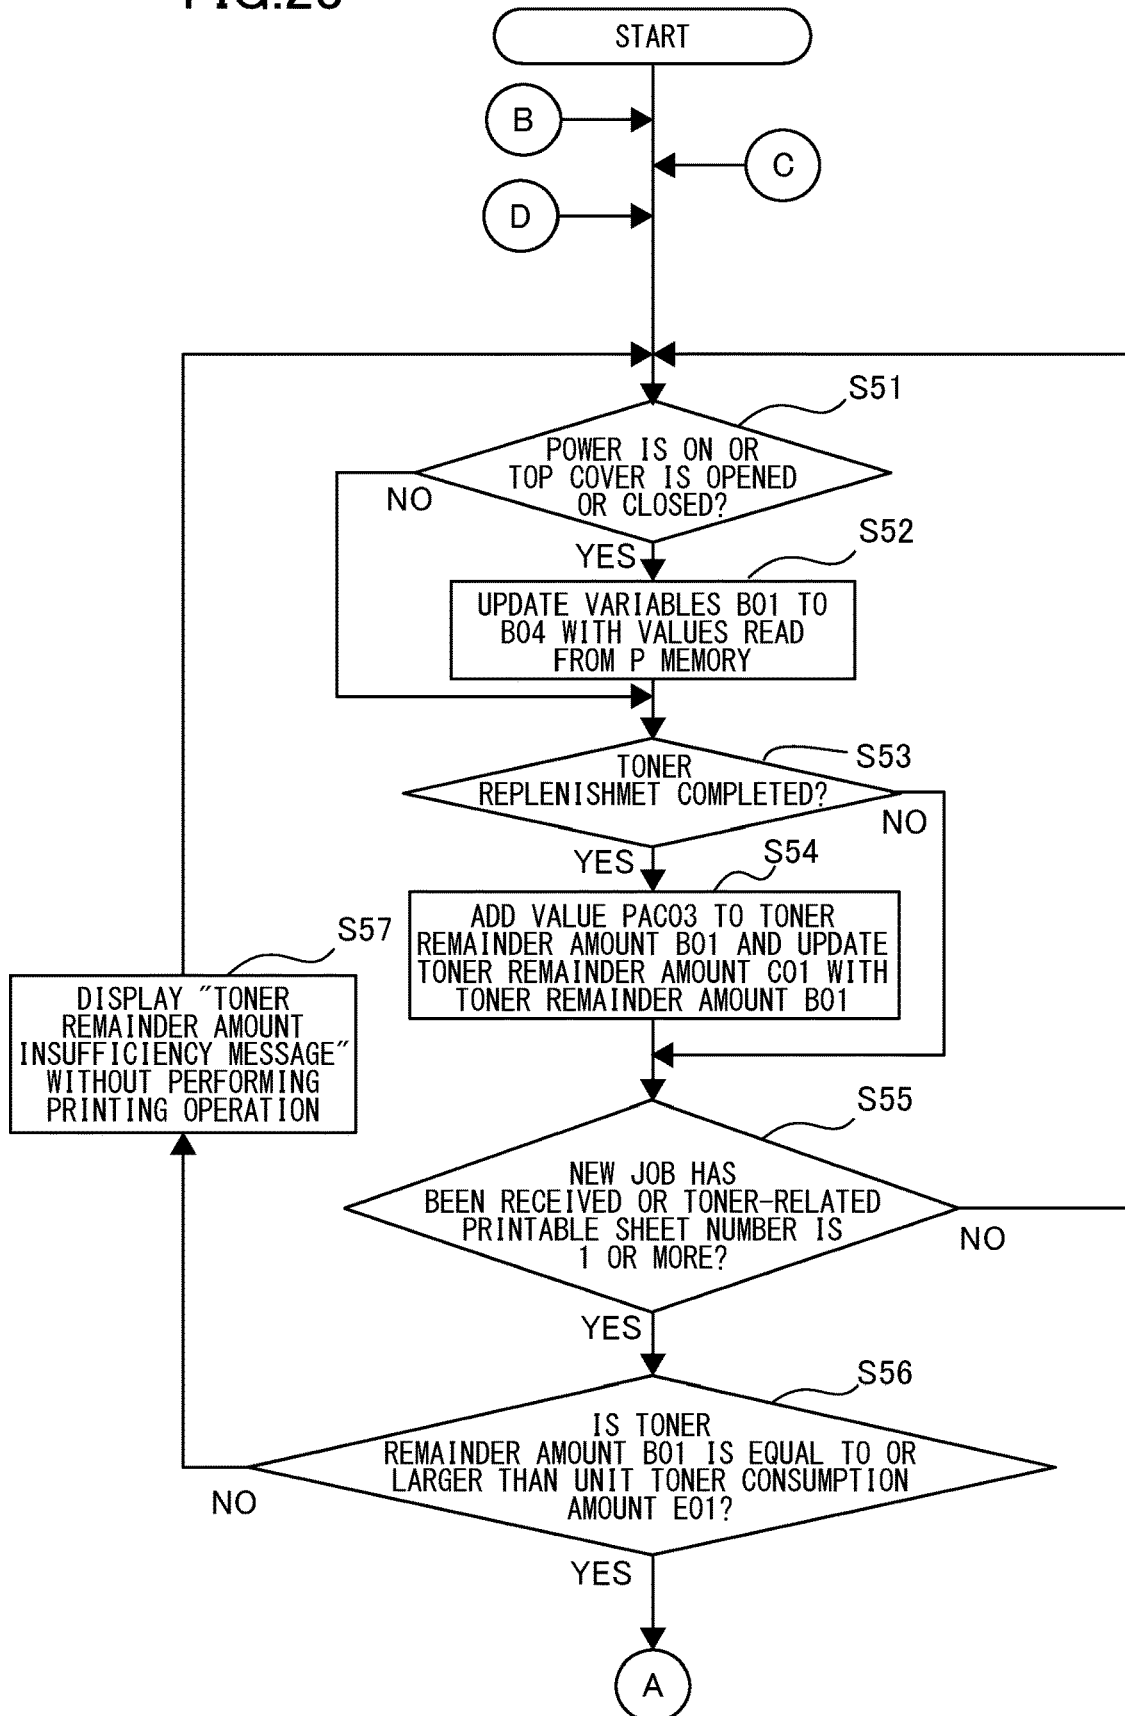 START
B
C
D
S51
POWER IS ON OR
TOP COVER IS OPENED
OR CLOSED?
NO
YES
S52
UPDATE VARIABLES B01 TO
B04 WITH VALUES READ
FROM P MEMORY
S53
TONER
REPLENISHMET COMPLETED?
NO
YES
S54
ADD VALUE PAC03 TO TONER
REMAINDER AMOUNT B01 AND UPDATE
TONER REMAINDER AMOUNT C01 WITH
TONER REMAINDER AMOUNT B01
S57
DISPLAY "TONER
REMAINDER AMOUNT
INSUFFICIENCY MESSAGE"
WITHOUT PERFORMING
PRINTING OPERATION
S55
NEW JOB HAS
BEEN RECEIVED OR TONER-RELATED
PRINTABLE SHEET NUMBER IS
1 OR MORE?
NO
YES
S56
IS TONER
REMAINDER AMOUNT B01 IS EQUAL TO OR
LARGER THAN UNIT TONER CONSUMPTION
AMOUNT E01?
NO
YES
A